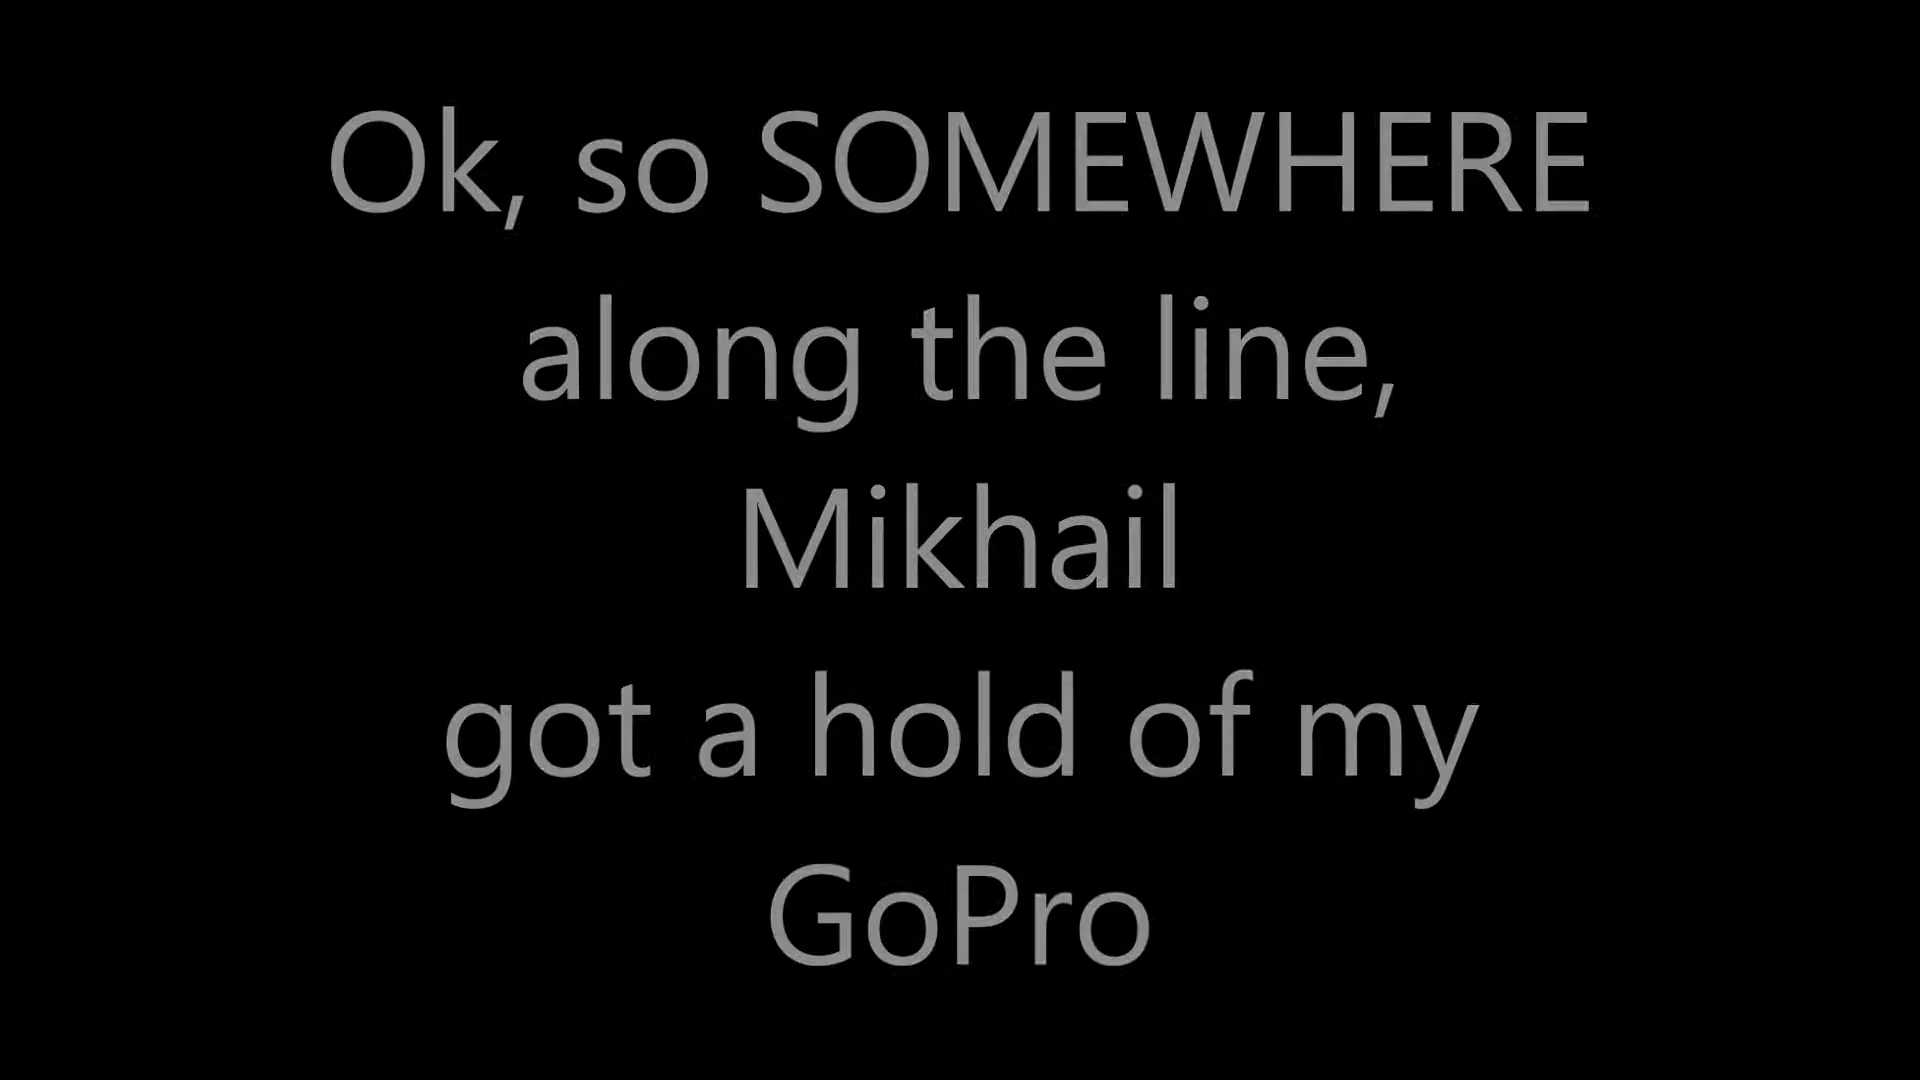 Ok, so SOMEWHERE
along the line,
Mikhail
got a hold of my
GoPro